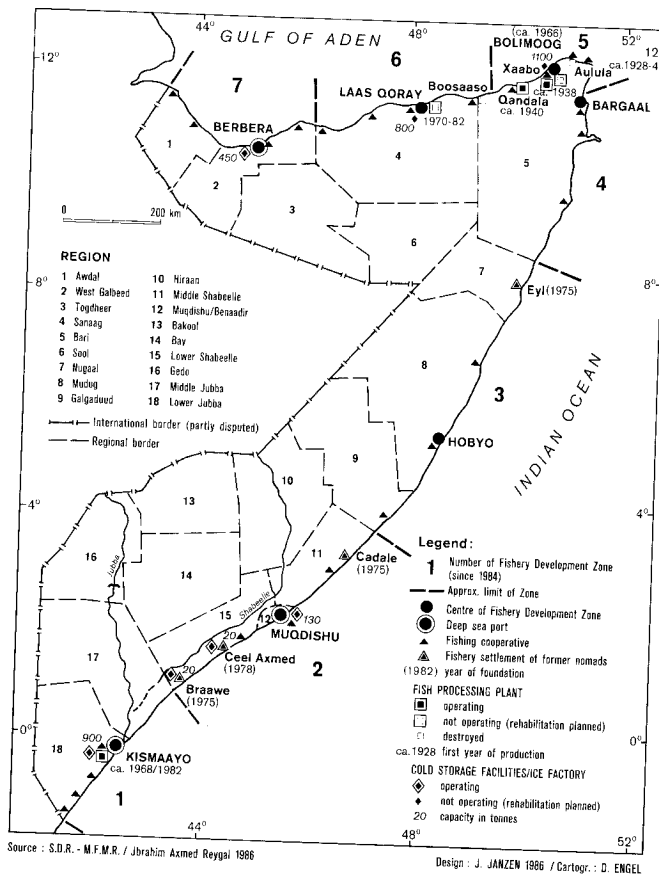 44°
48°
(ca. 1966)
5
52°
12°
GULF OF ADEN
6
BOLIMOOG
1100
12
Xaabo
Aulula
ca. 1928-4
ca. 1938
7
LAAS QORAY
Boosaaso
Qandala
ca. 1940
BARGAAL
BERBERA
800
1970-82
450
1
2
3
4
5
4
6
7
0 200 km
REGION
1 Awdal
2 West Galbeed
3 Togdheer
4 Sanaag
5 Bari
6 Sool
7 Nugaal
8 Mudug
9 Galgaduud
10 Hiraan
11 Middle Shabeelle
12 Muqdishu/Benaadir
13 Bakool
14 Bay
15 Lower Shabeelle
16 Gedo
17 Middle Jubba
18 Lower Jubba
International border (partly disputed)
Regional border
8°
8°
Eyl (1975)
8
3
INDIAN OCEAN
HOBYO
9
10
4°
4°
13
16
Jubba
14
11
Cadale
(1975)
15
Shabeelle
12
130
MUQDISHU
20
Ceel Axmed
(1978)
2
17
20
Braawe
(1975)
0°
0°
18
900
KISMAAYO
ca. 1968/1982
1
44°
48°
52°
Legend:
1 Number of Fishery Development Zone
(since 1984)
Approx. limit of Zone
Centre of Fishery Development Zone
Deep sea port
Fishing cooperative
Fishery settlement of former nomads
(1982) year of foundation
FISH PROCESSING PLANT
operating
not operating (rehabilitation planned)
destroyed
ca. 1928 first year of production
COLD STORAGE FACILITIES/ICE FACTORY
operating
not operating (rehabilitation planned)
20 capacity in tonnes
Source : S.D.R. - M.F.M.R. / Jbrahim Axmed Reygal 1986
Design : J. JANZEN 1986 / Cartogr. : D. ENGEL